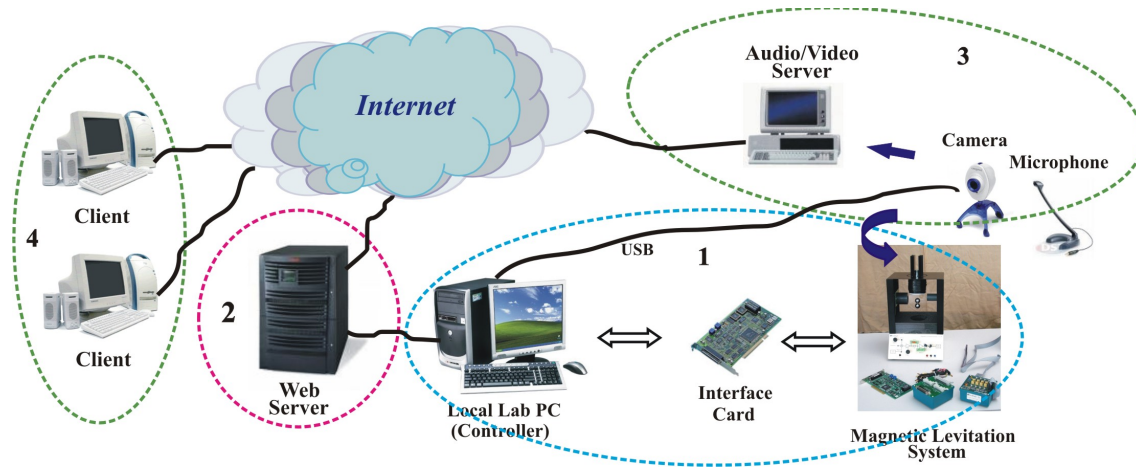 Internet
Audio/Video
Server
3
Camera
Microphone
Client
4
Client
2
Web
Server
USB
1
Local Lab PC
(Controller)
Interface
Card
Magnetic Levitation
System